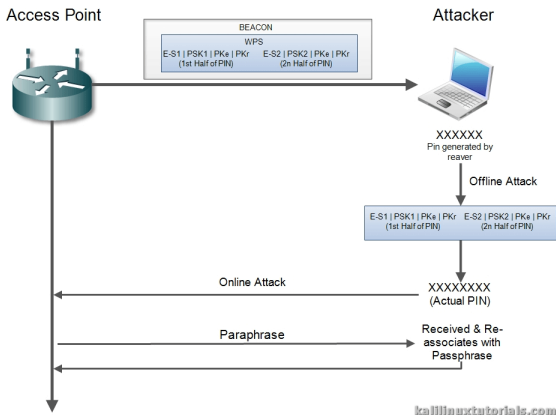 Access Point
Attacker
BEACON
WPS
E-S1 | PSK1 | PKe | PKr E-S2 | PSK2 | PKe | PKr
(1st Half of PIN) (2n Half of PIN)
XXXXXX
Pin generated by
reaver
Offline Attack
E-S1 | PSK1 | PKe | PKr E-S2 | PSK2 | PKe | PKr
(1st Half of PIN) (2n Half of PIN)
Online Attack
XXXXXXXX
(Actual PIN)
Paraphrase
Received & Re-
associates with
Passphrase
kalilinuxtutorials.com